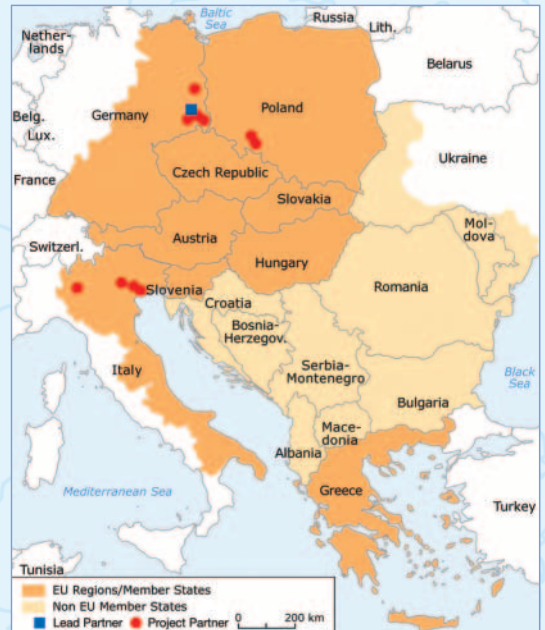 Baltic
Sea
Russia
Lith.
Nether-
lands
Belarus
Germany
Poland
Belg.
Lux.
Ukraine
Czech Republic
France
Slovakia
Mol-
dova
Austria
Switzerl.
Hungary
Slovenia
Romania
Croatia
Bosnia-
Herzegov.
Serbia-
Montenegro
Italy
Black
Sea
Bulgaria
Mace-
donia
Albania
Mediterranean Sea
Greece
Turkey
Tunisia
EU Regions/Member States
Non EU Member States
Lead Partner
Project Partner
0 200 km